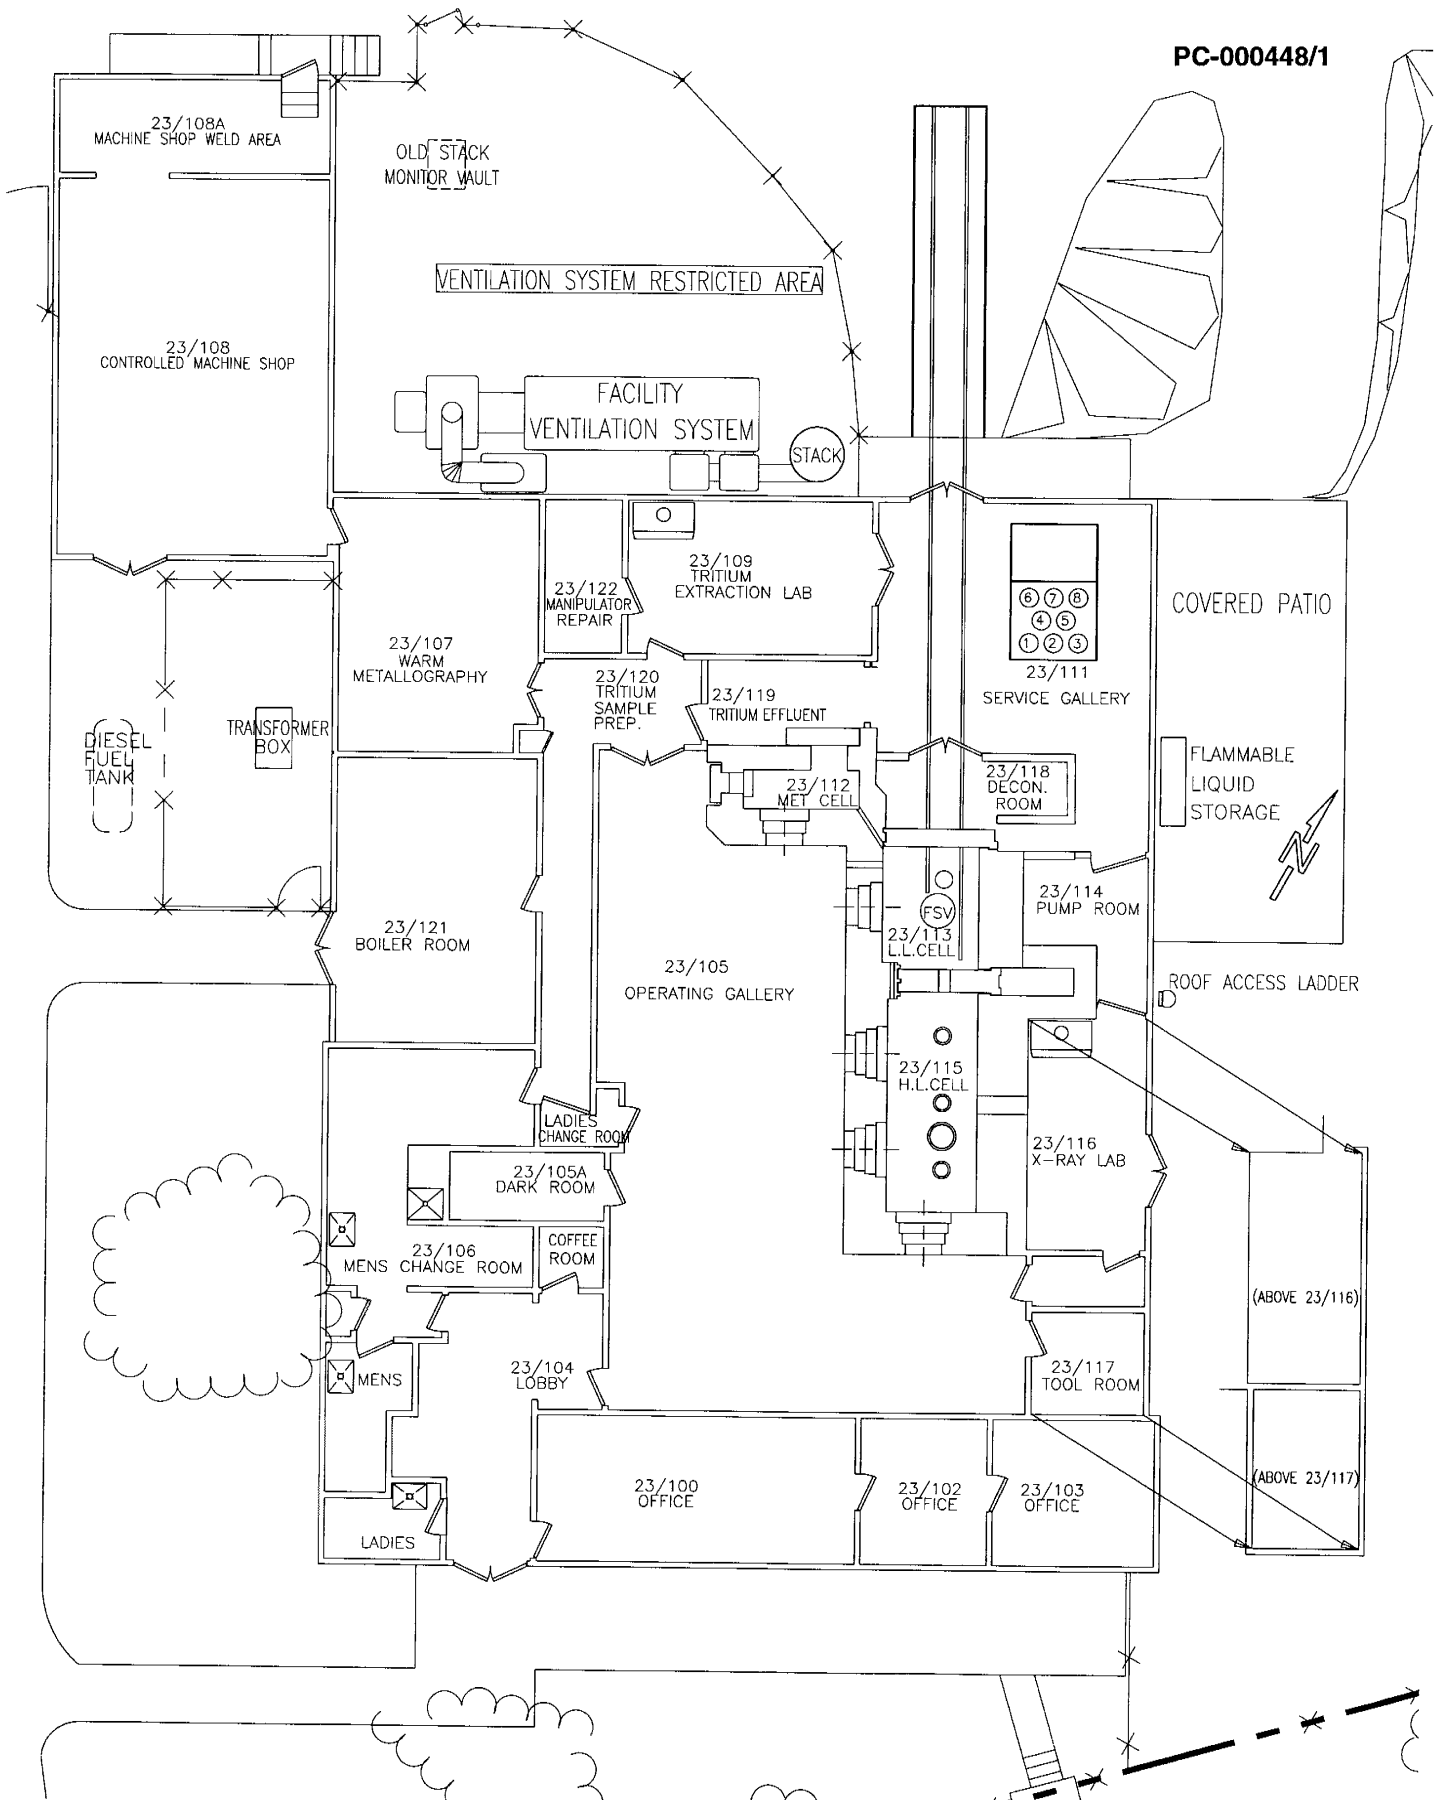 PC-000448/1
23/108A
MACHINE SHOP WELD AREA
OLD STACK
MONITOR VAULT
VENTILATION SYSTEM RESTRICTED AREA
23/108
CONTROLLED MACHINE SHOP
FACILITY
VENTILATION SYSTEM
STACK
23/109
TRITIUM
EXTRACTION LAB
23/122
MANIPULATOR
REPAIR
6 7 8
4 5
1 2 3
23/111
SERVICE GALLERY
COVERED PATIO
23/107
WARM
METALLOGRAPHY
23/120
TRITIUM
SAMPLE
PREP.
23/119
TRITIUM EFFLUENT
DIESEL
FUEL
TANK
TRANSFORMER
BOX
23/112
MET CELL
23/118
DECON.
ROOM
FLAMMABLE
LIQUID
STORAGE
N
23/114
PUMP ROOM
FSV
23/113
L.L.CELL
23/121
BOILER ROOM
23/105
OPERATING GALLERY
ROOF ACCESS LADDER
23/115
H.L.CELL
LADIES
CHANGE ROOM
23/116
X-RAY LAB
23/105A
DARK ROOM
23/106
MENS CHANGE ROOM
COFFEE
ROOM
(ABOVE 23/116)
23/104
LOBBY
MENS
23/117
TOOL ROOM
23/100
OFFICE
23/102
OFFICE
23/103
OFFICE
(ABOVE 23/117)
LADIES